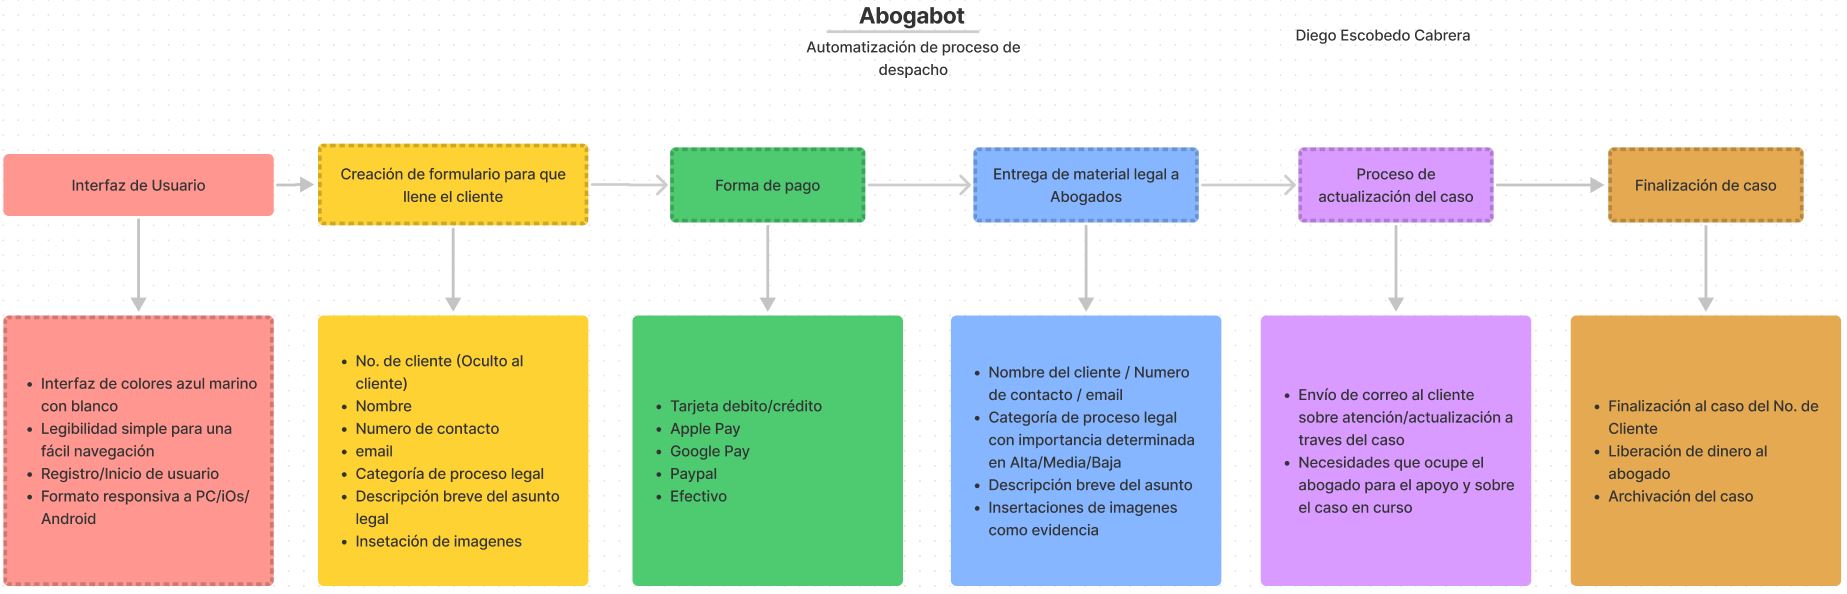 Abogabot
Automatización de proceso de
despacho
Diego Escobedo Cabrera
Interfaz de Usuario
Creación de formulario para que
llene el cliente
Forma de pago
Entrega de material legal a
Abogados
Proceso de
actualización del caso
Finalización de caso
• Interfaz de colores azul marino
con blanco
• Legibilidad simple para una
fácil navegación
• Registro/Inicio de usuario
• Formato responsiva a PC/iOs/
Android
• No. de cliente (Oculto al
cliente)
• Nombre
• Numero de contacto
• email
• Categoría de proceso legal
• Descripción breve del asunto
legal
• Insetación de imagenes
• Tarjeta debito/crédito
• Apple Pay
• Google Pay
• Paypal
• Efectivo
• Nombre del cliente / Numero
de contacto / email
• Categoría de proceso legal
con importancia determinada
en Alta/Media/Baja
• Descripción breve del asunto
• Insertaciones de imagenes
como evidencia
• Envío de correo al cliente
sobre atención/actualización a
traves del caso
• Necesidades que ocupe el
abogado para el apoyo y sobre
el caso en curso
• Finalización al caso del No. de
Cliente
• Liberación de dinero al
abogado
• Archivación del caso